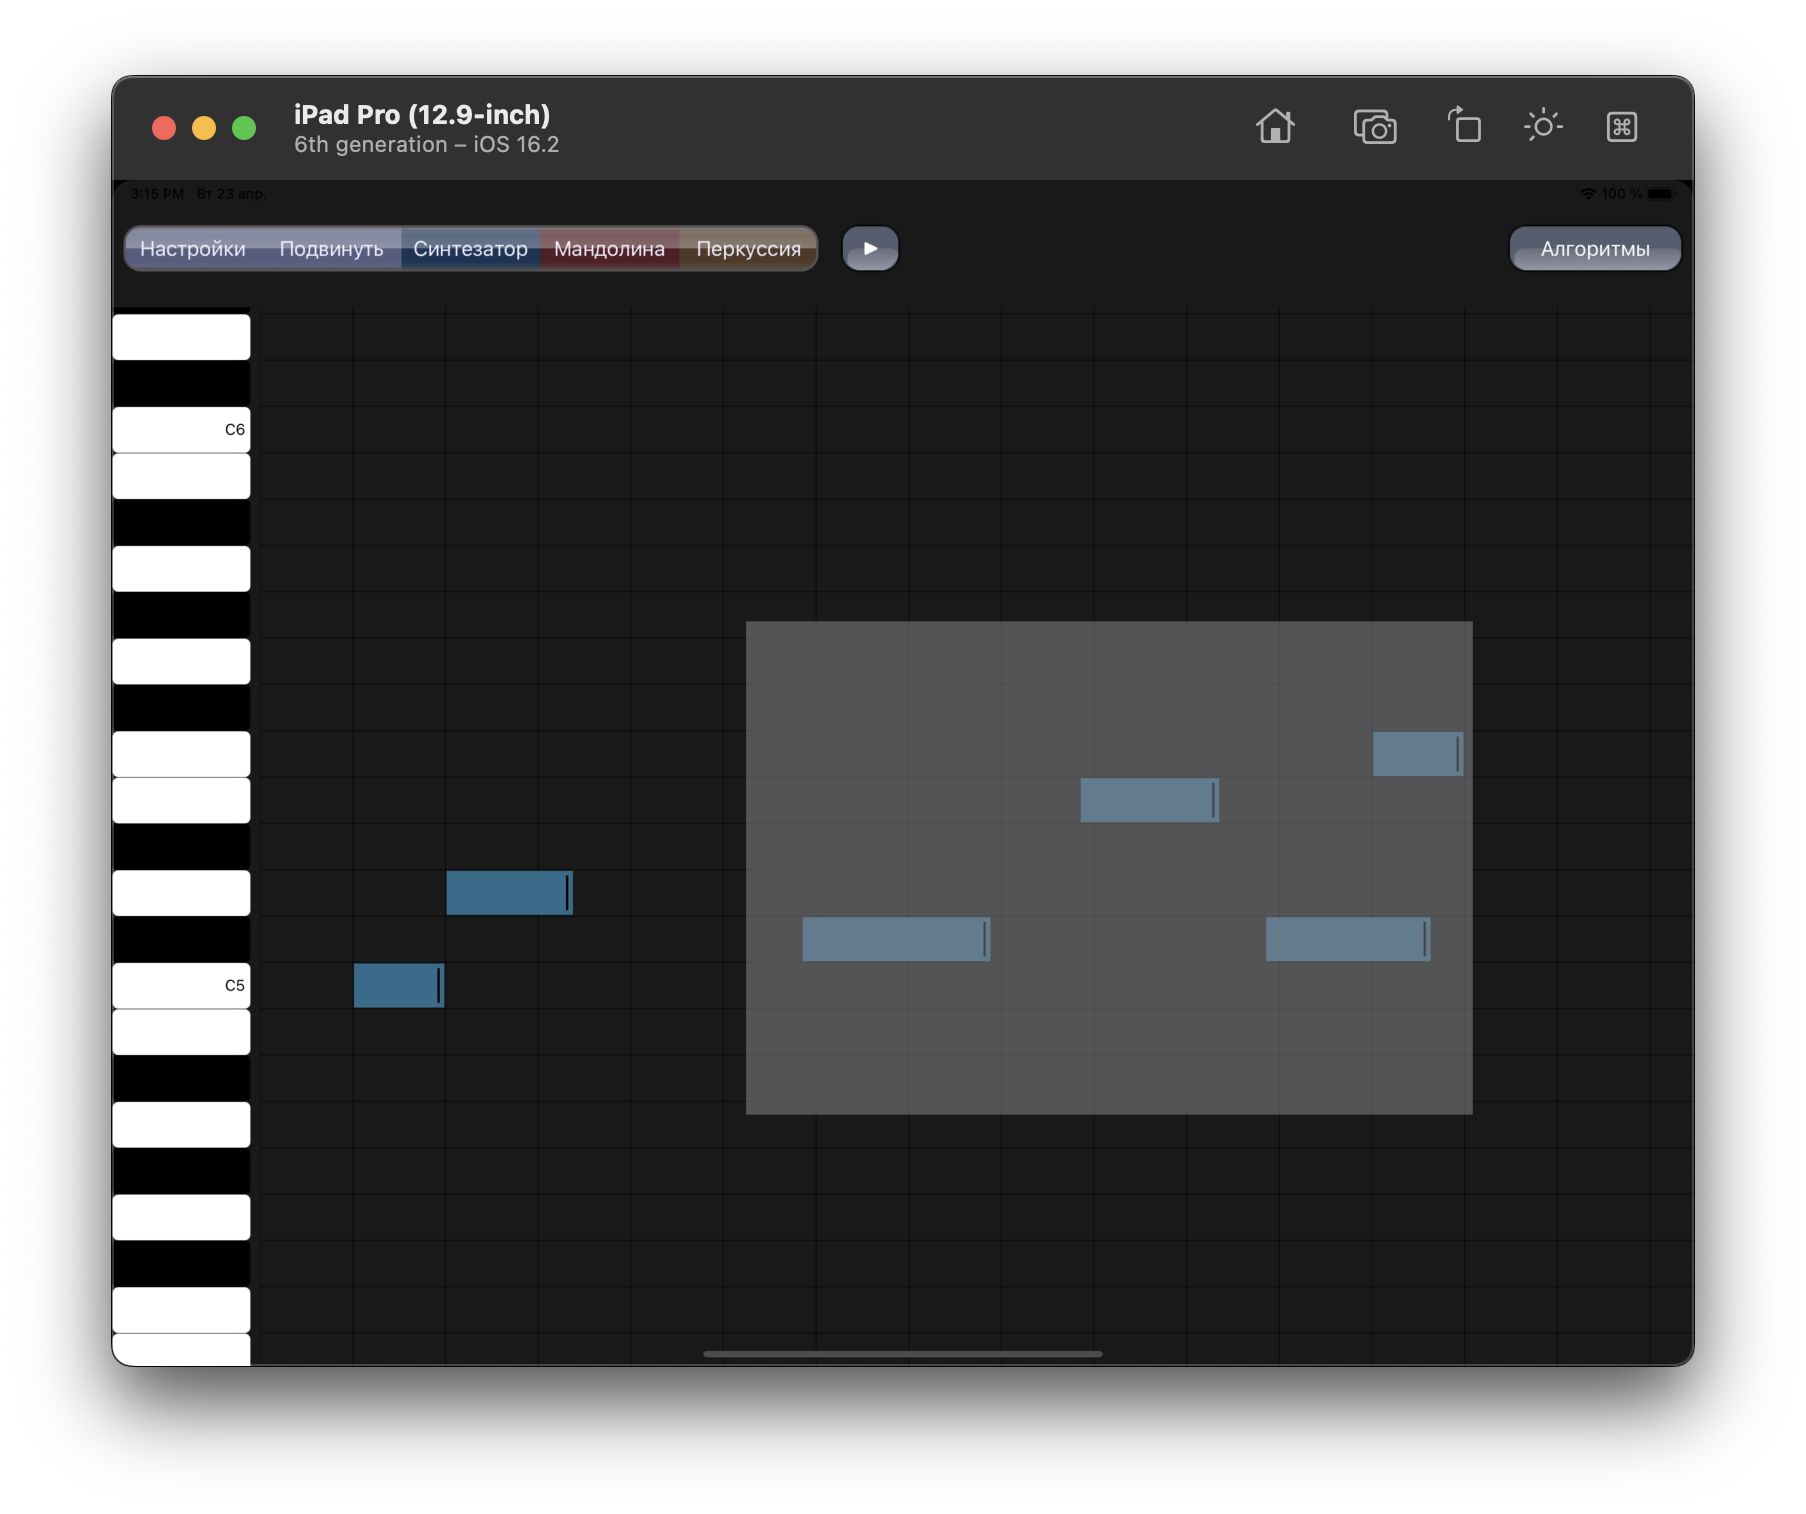 iPad Pro (12.9-inch)
6th generation – iOS 16.2
3:15 PM Вт 23 апр.
100 %
Настройки Подвинуть Синтезатор Мандолина Перкуссия
Алгоритмы
C6
C5